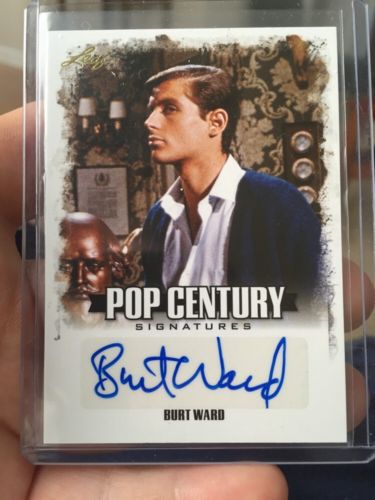 Leaf
POP CENTURY
SIGNATURES
Burt Ward
BURT WARD